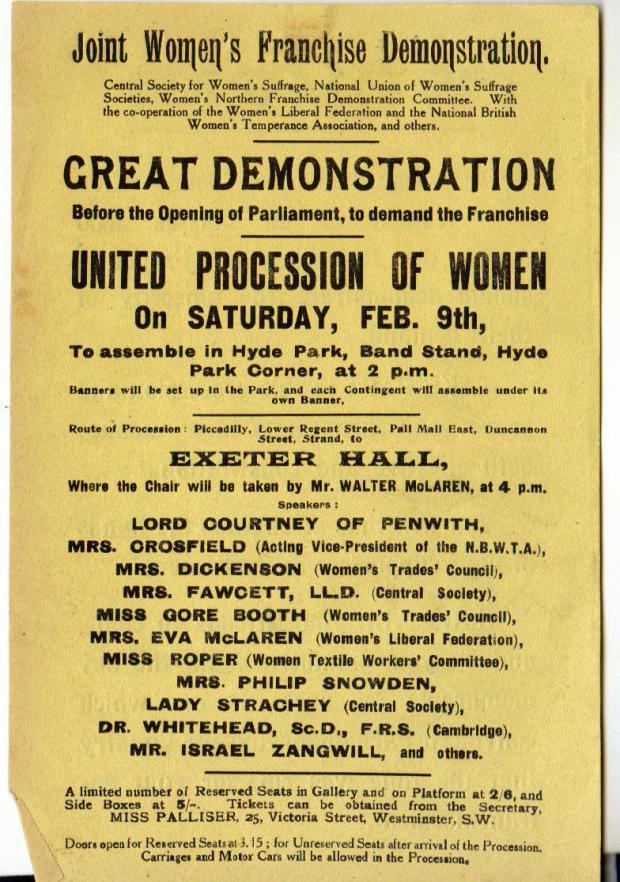 Joint Women's Franchise Demonstration.
Central Society for Women's Suffrage, National Union of Women's Suffrage
Societies, Women's Northern Franchise Demonstration Committee. With
the co-operation of the Women's Liberal Federation and the National British
Women's Temperance Association, and others.
GREAT DEMONSTRATION
Before the Opening of Parliament, to demand the Franchise
UNITED PROCESSION OF WOMEN
On SATURDAY, FEB. 9th,
To assemble in Hyde Park, Band Stand, Hyde
Park Corner, at 2 p.m.
Banners will be set up in the Park, and each Contingent will assemble under its
own Banner,
Route of Procession: Piccadilly, Lower Regent Street, Pall Mall East, Duncannon
Street, Strand, to
EXETER HALL,
Where the Chair will be taken by Mr. WALTER McLAREN, at 4 p.m.
Speakers:
LORD COURTNEY OF PENWITH,
MRS. CROSFIELD (Acting Vice-President of the N.B.W.T.A.),
MRS. DICKENSON (Women's Trades' Council),
MRS. FAWCETT, LL.D. (Central Society),
MISS GORE BOOTH (Women's Trades' Council),
MRS. EVA McLAREN (Women's Liberal Federation),
MISS ROPER (Women Textile Workers' Committee),
MRS. PHILIP SNOWDEN,
LADY STRACHEY (Central Society),
DR. WHITEHEAD, Sc.D., F.R.S. (Cambridge),
MR. ISRAEL ZANGWILL, and others.
A limited number of Reserved Seats in Gallery and on Platform at 2/6, and
Side Boxes at 5/-. Tickets can be obtained from the Secretary,
MISS PALLISER, 25, Victoria Street, Westminster, S.W.
Doors open for Reserved Seats at 3.15; for Unreserved Seats after arrival of the Procession.
Carriages and Motor Cars will be allowed in the Procession.